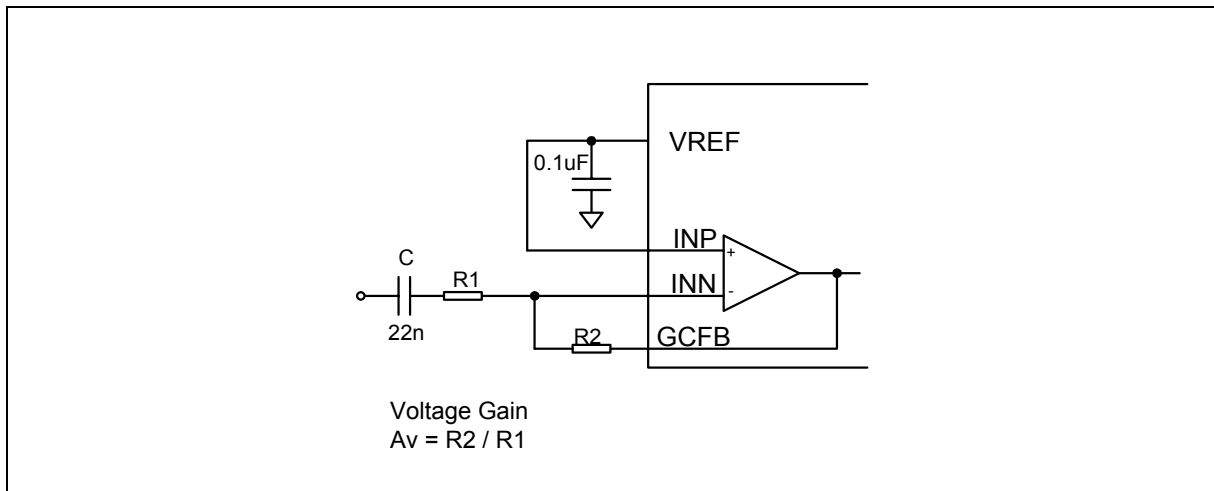 VREF
0.1uF
INP
+
C
R1
INN
-
22n
R2
GCFB
Voltage Gain
Av = R2 / R1